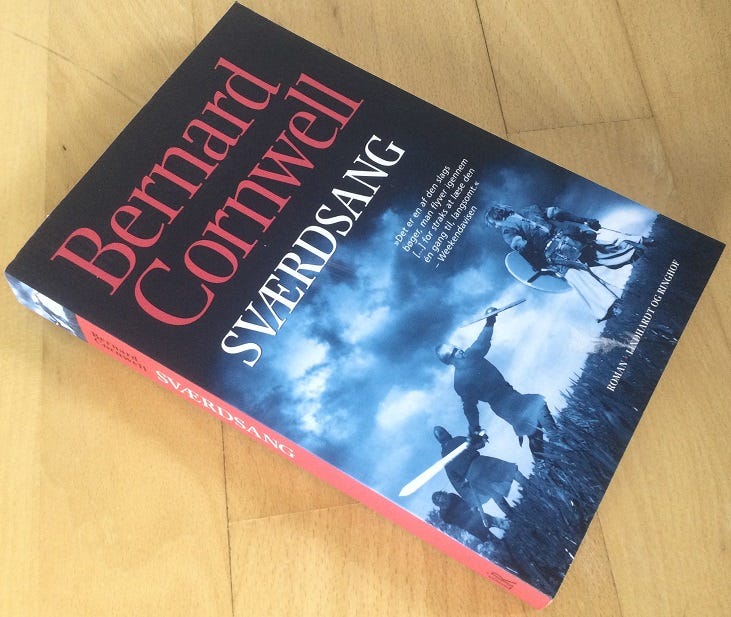 Bernard
Cornwell
SVÆRDSANG
»Det er en af den slags
bøger, man flyver igennem
[...] for straks at læse den
én gang til, langsomt.«
– Weekendavisen
ROMAN / LINDHARDT OG RINGHOF
Bernard
Cornwell
SVÆRDSANG